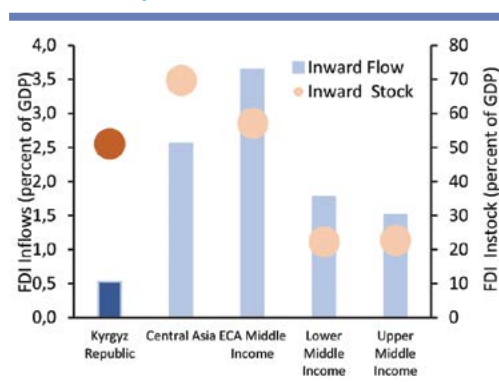 FDI Inflows (percent of GDP)
4,0
3,5
3,0
2,5
2,0
1,5
1,0
0,5
0,0
Inward Flow
Inward Stock
80
70
60
50
40
30
20
10
0
FDI Instock (percent of GDP)
Kyrgyz
Republic
Central Asia
ECA Middle
Income
Lower
Middle
Income
Upper
Middle
Income